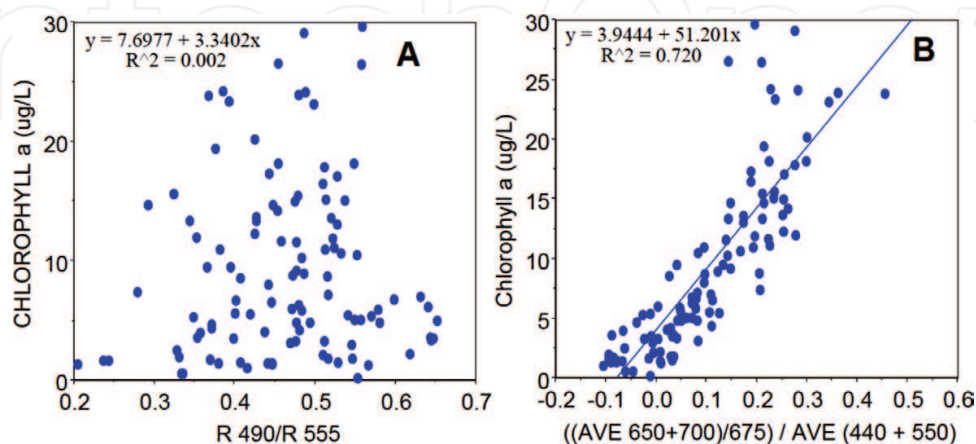 y = 7.6977 + 3.3402x
R^2 = 0.002
A
30
20
10
0
CHLOROPHYLL a (ug/L)
0.2 0.3 0.4 0.5 0.6 0.7
R 490/R 555
y = 3.9444 + 51.201x
R^2 = 0.720
B
30
25
20
15
10
5
0
Chlorophyll a (ug/L)
-0.2 -0.1 0.0 0.1 0.2 0.3 0.4 0.5 0.6
((AVE 650+700)/675) / AVE (440 + 550)